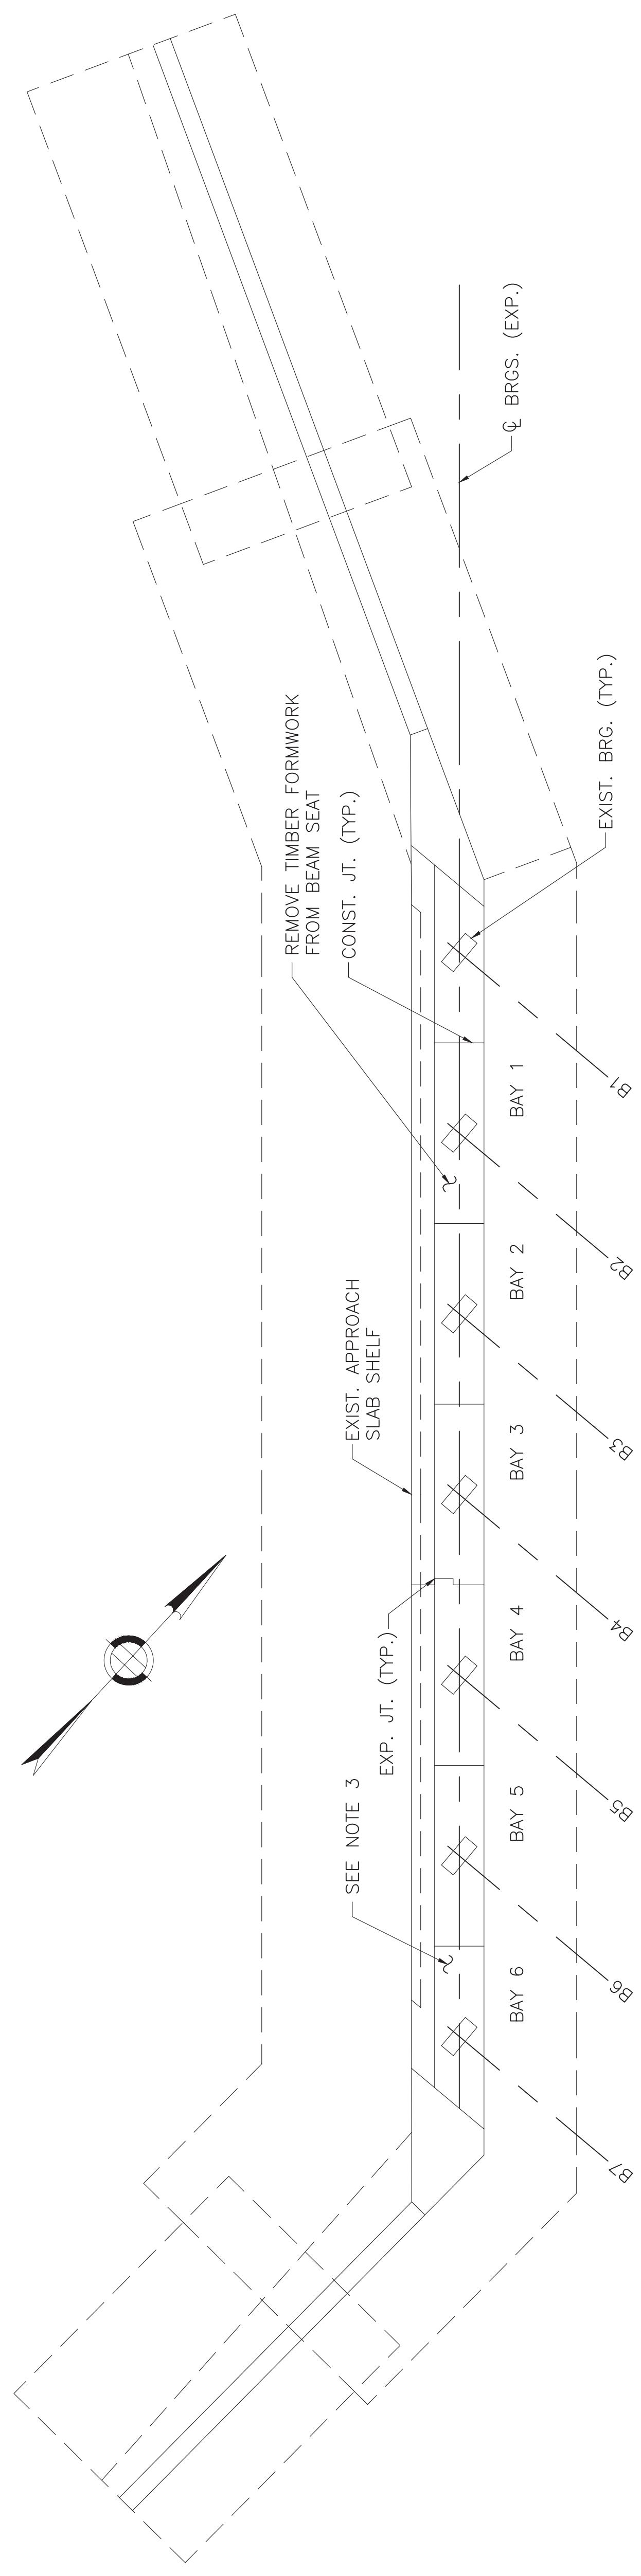 ℄ BRGS. (EXP.)
REMOVE TIMBER FORMWORK
FROM BEAM SEAT
CONST. JT. (TYP.)
EXIST. BRG. (TYP.)
EXIST. APPROACH
SLAB SHELF
EXP. JT. (TYP.)
SEE NOTE 3
BAY 6
BAY 5
BAY 4
BAY 3
BAY 2
BAY 1
B7
B6
B5
B4
B3
B2
B1